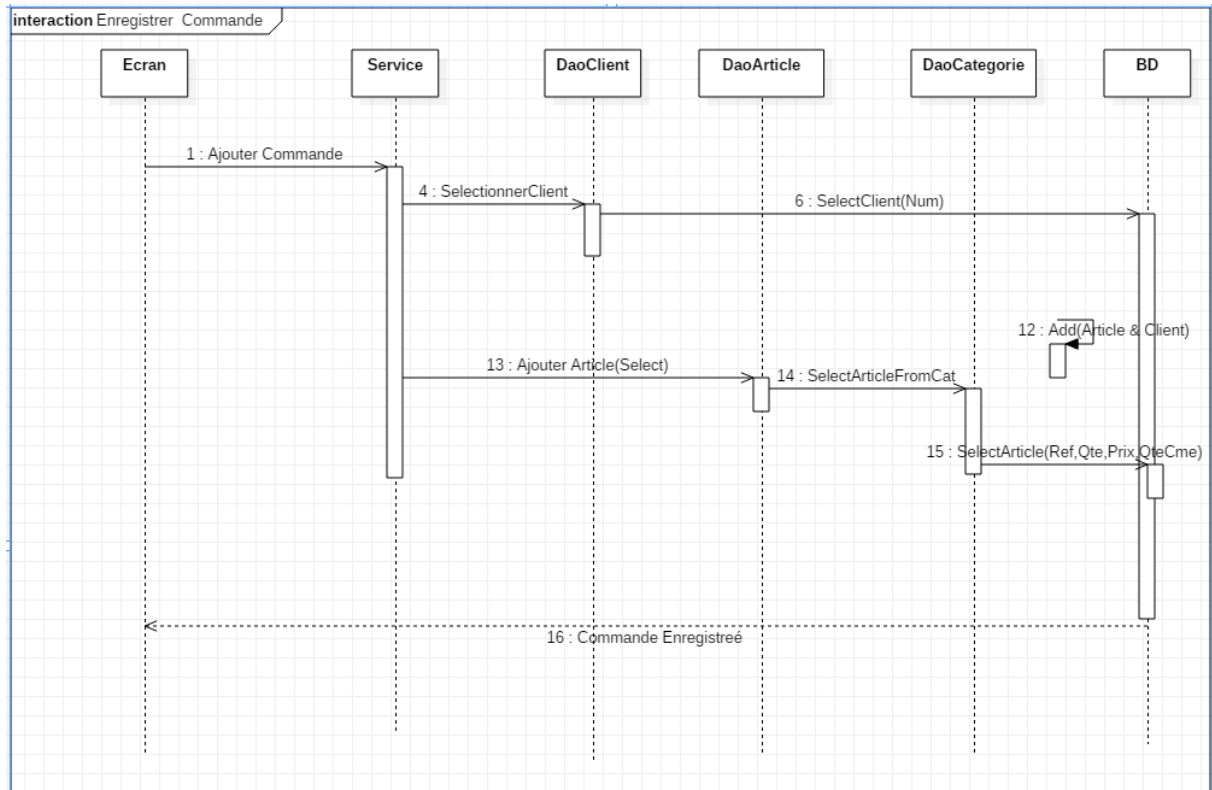 interaction Enregistrer Commande
Ecran
Service
DaoClient
DaoArticle
DaoCategorie
BD
1 : Ajouter Commande
4 : SelectionnerClient
6 : SelectClient(Num)
12 : Add(Article & Client)
13 : Ajouter Article(Select)
14 : SelectArticleFromCat
15 : SelectArticle(Ref,Qte,Prix,QteCme)
16 : Commande Enregistreé